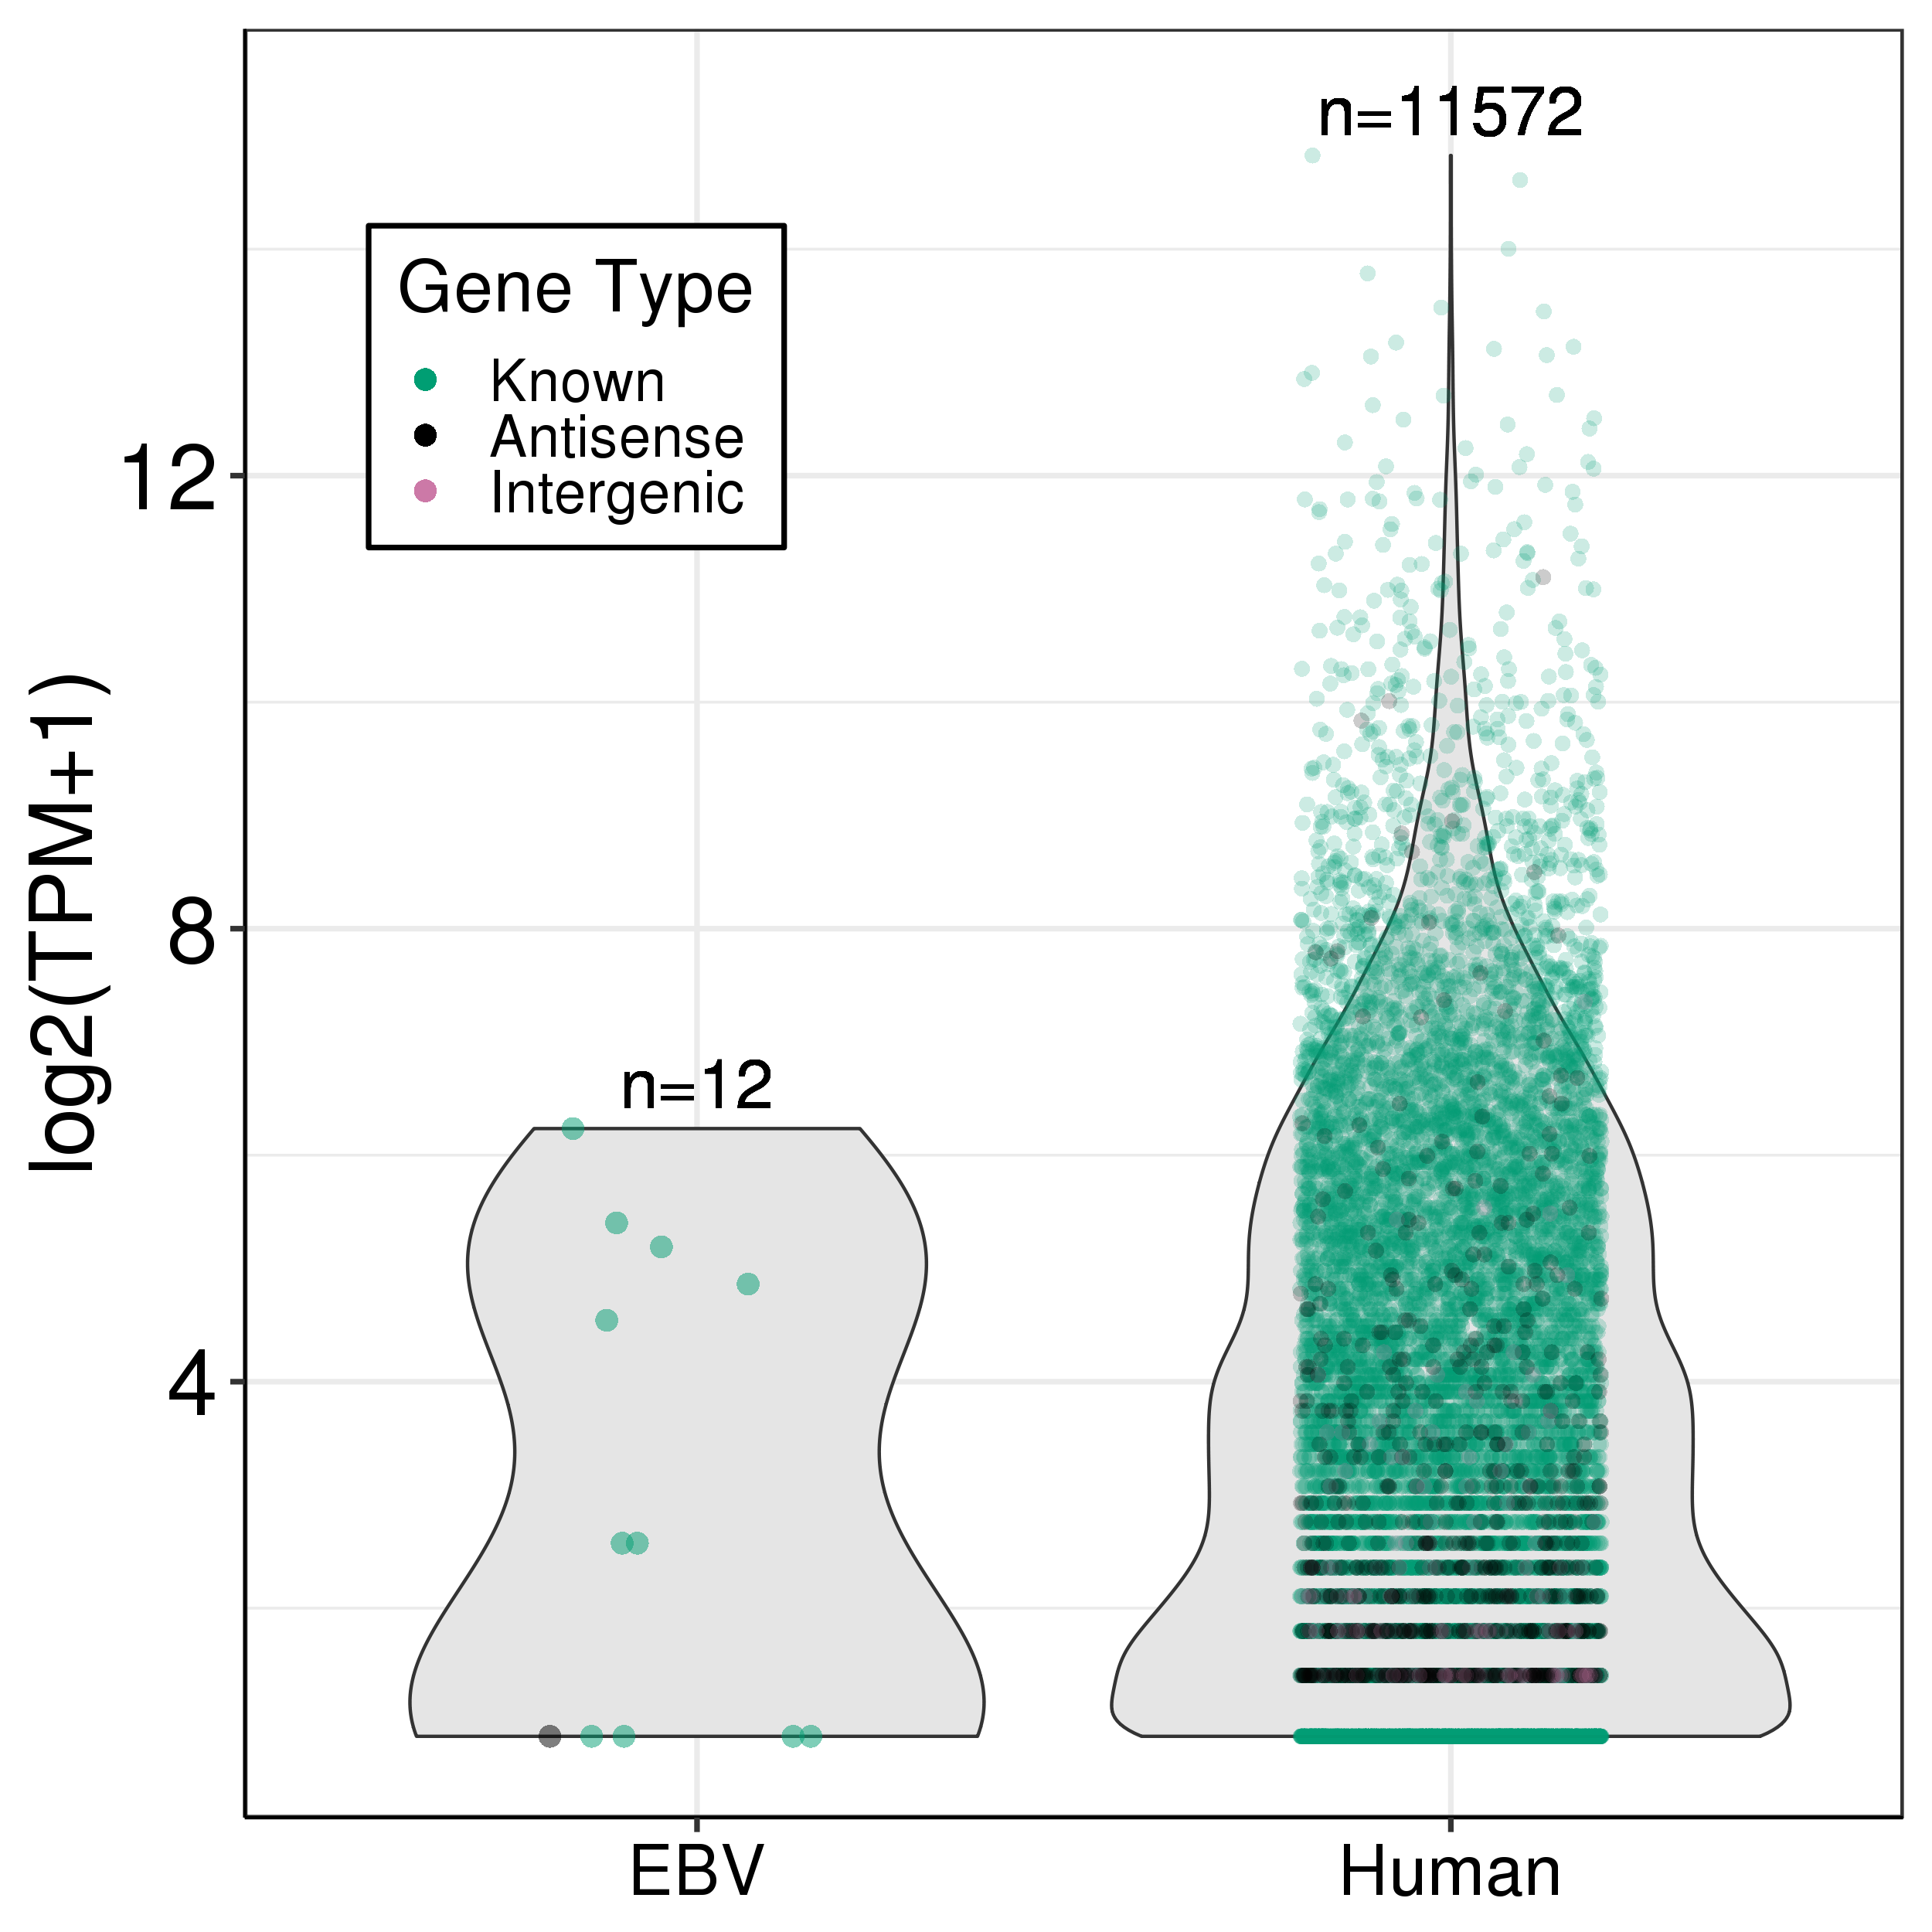 n=11572
Gene Type
Known
Antisense
Intergenic
12
8
4
log2(TPM+1)
n=12
EBV
Human